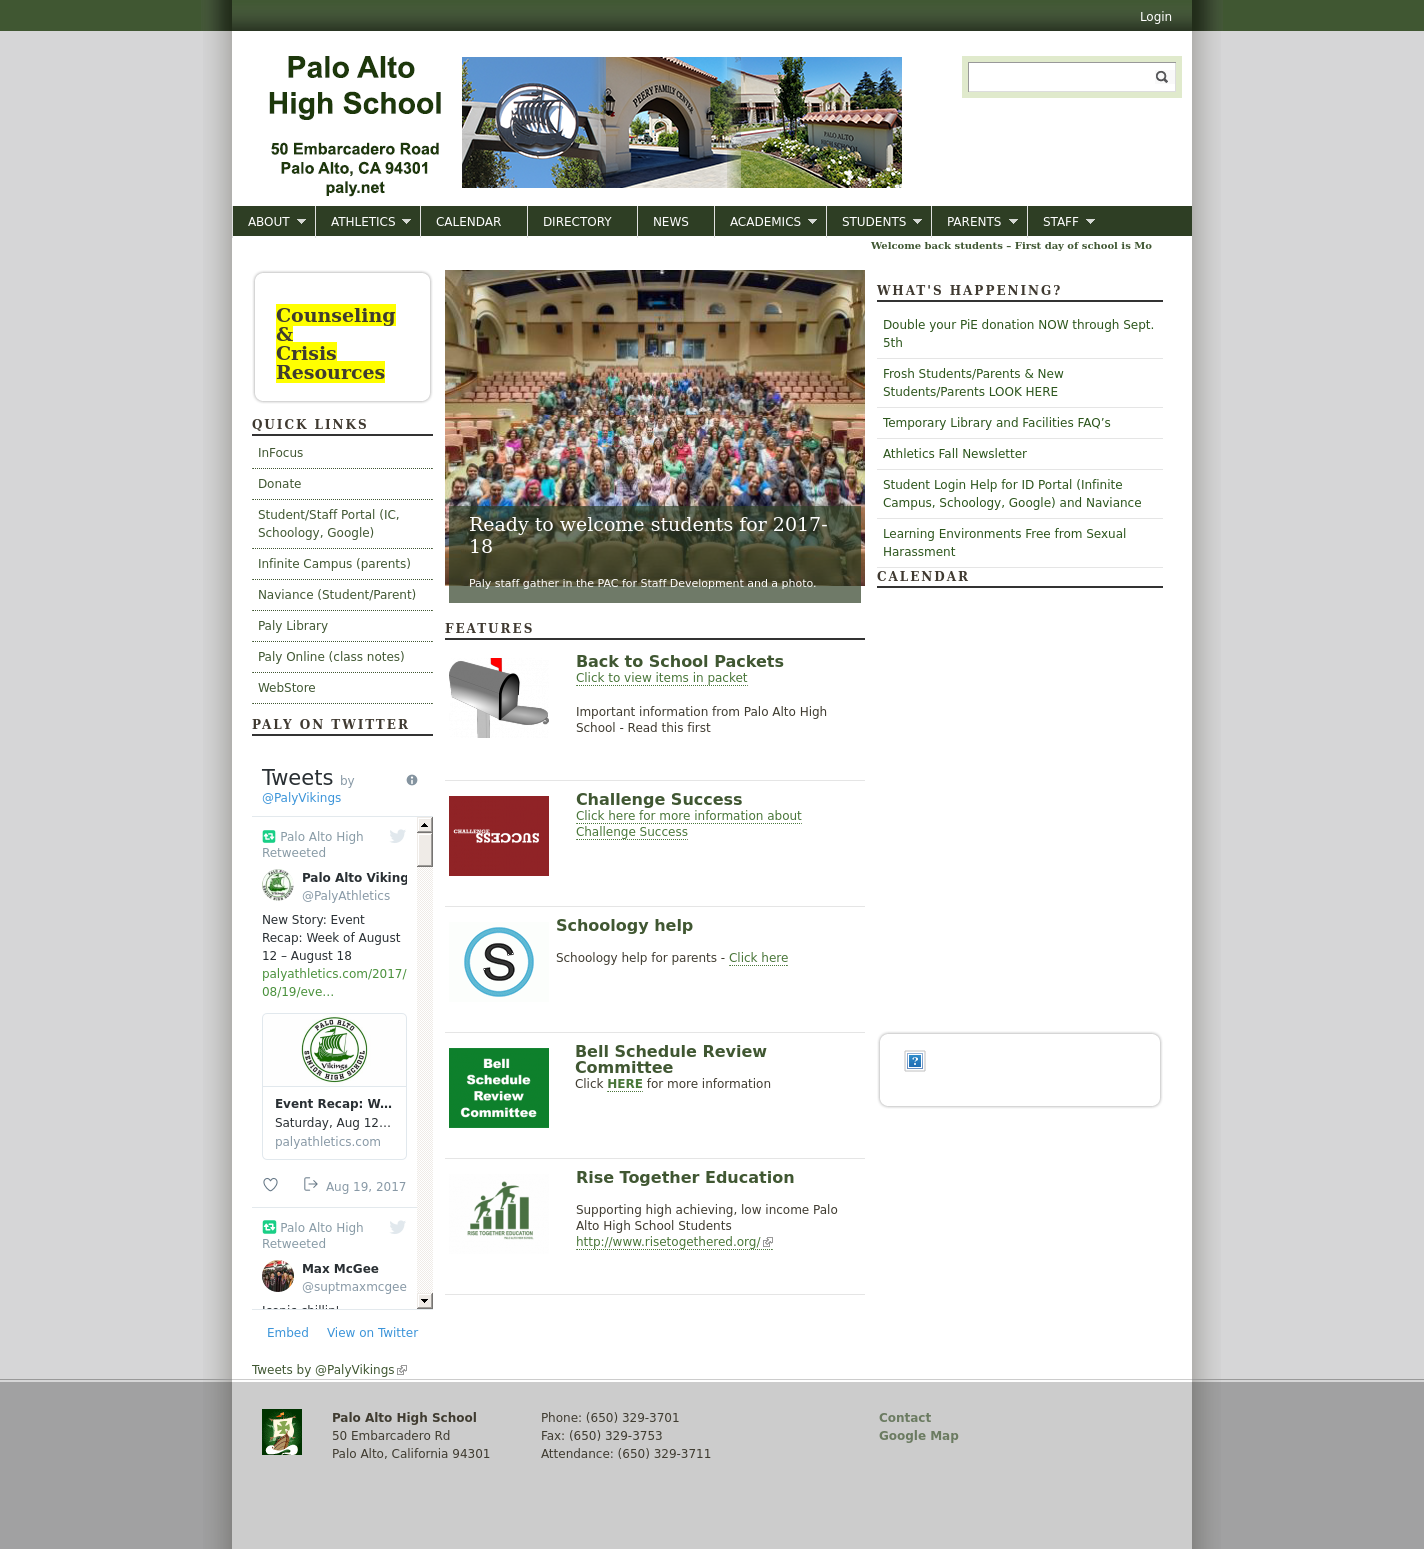 Login
Palo Alto
High School
50 Embarcadero Road
Palo Alto, CA 94301
paly.net
PEERY FAMILY CENTER
PALO ALTO
HIGH SCHOOL
ABOUT
ATHLETICS
CALENDAR
DIRECTORY
NEWS
ACADEMICS
STUDENTS
PARENTS
STAFF
Welcome back students – First day of school is Mo
Counseling
&
Crisis
Resources
QUICK LINKS
InFocus
Donate
Student/Staff Portal (IC,
Schoology, Google)
Infinite Campus (parents)
Naviance (Student/Parent)
Paly Library
Paly Online (class notes)
WebStore
PALY ON TWITTER
Tweets by
@PalyVikings
Palo Alto High
Retweeted
Palo Alto Viking
@PalyAthletics
New Story: Event
Recap: Week of August
12 – August 18
palyathletics.com/2017/
08/19/eve…
PALO ALTO
Vikings
SENIOR HIGH SCHOOL
Event Recap: W…
Saturday, Aug 12…
palyathletics.com
Aug 19, 2017
Palo Alto High
Retweeted
Max McGee
@suptmaxmcgee
Embed
View on Twitter
Tweets by @PalyVikings
Ready to welcome students for 2017-
18
Paly staff gather in the PAC for Staff Development and a photo.
FEATURES
Back to School Packets
Click to view items in packet
Important information from Palo Alto High
School - Read this first
CHALLENGE
SUCCESS
Challenge Success
Click here for more information about
Challenge Success
S
Schoology help
Schoology help for parents - Click here
Bell
Schedule
Review
Committee
Bell Schedule Review
Committee
Click HERE for more information
RISE TOGETHER EDUCATION
Rise Together Education
Supporting high achieving, low income Palo
Alto High School Students
http://www.risetogethered.org/
WHAT'S HAPPENING?
Double your PiE donation NOW through Sept.
5th
Frosh Students/Parents & New
Students/Parents LOOK HERE
Temporary Library and Facilities FAQ’s
Athletics Fall Newsletter
Student Login Help for ID Portal (Infinite
Campus, Schoology, Google) and Naviance
Learning Environments Free from Sexual
Harassment
CALENDAR
?
Palo Alto High School
50 Embarcadero Rd
Palo Alto, California 94301
Phone: (650) 329-3701
Fax: (650) 329-3753
Attendance: (650) 329-3711
Contact
Google Map